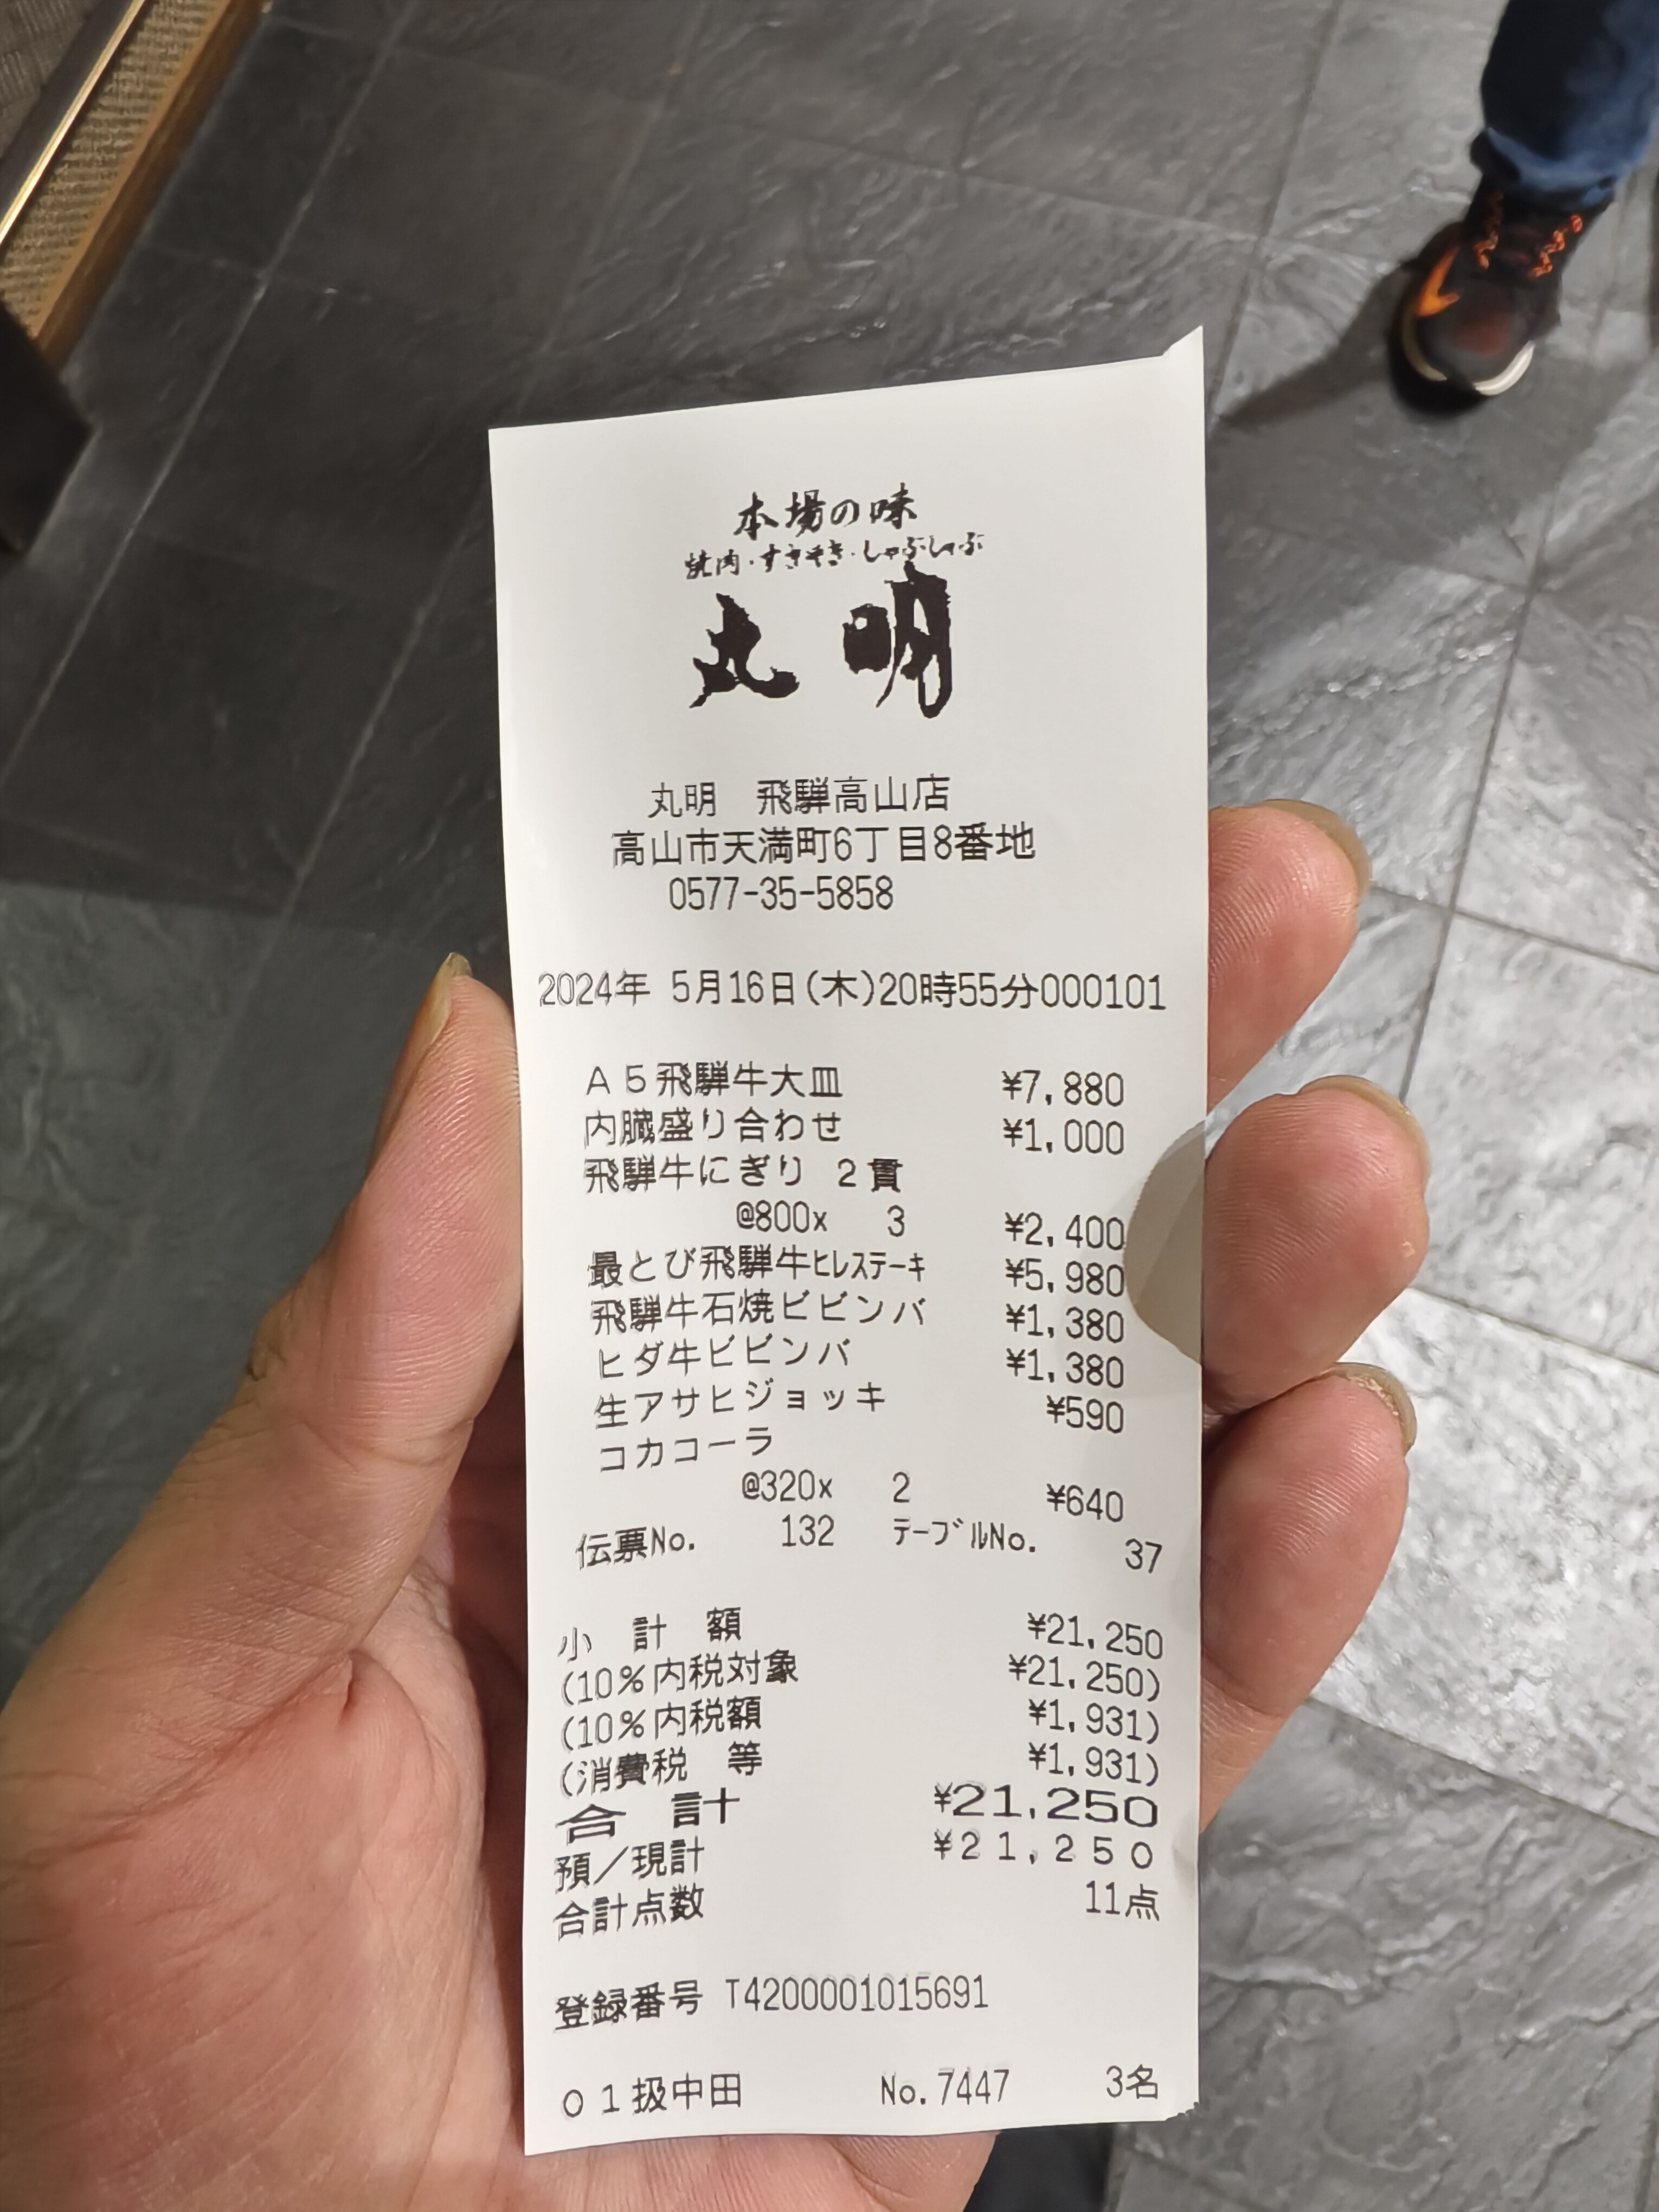 本場の味
焼肉・すきやき・しゃぶしゃぶ
丸明
丸明 飛騨高山店
高山市天満町6丁目8番地
0577-35-5858
2024年 5月16日(木)20時55分000101
A5飛騨牛大皿 ¥7,880
内臓盛り合わせ ¥1,000
飛騨牛にぎり 2貫
@800x 3 ¥2,400
最とび飛騨牛ﾋﾚｽﾃｰｷ ¥5,980
飛騨牛石焼ビビンバ ¥1,380
ヒダ牛ビビンバ ¥1,380
生アサヒジョッキ ¥590
コカコーラ
@320x 2 ¥640
伝票No. 132 ﾃｰﾌﾞﾙNo. 37
小計額 ¥21,250
(10%内税対象 ¥21,250)
(10%内税額 ¥1,931)
(消費税 等 ¥1,931)
合計 ¥21,250
預/現計 ¥21,250
合計点数 11点
登録番号 T4200001015691
01扱中田 No.7447 3名